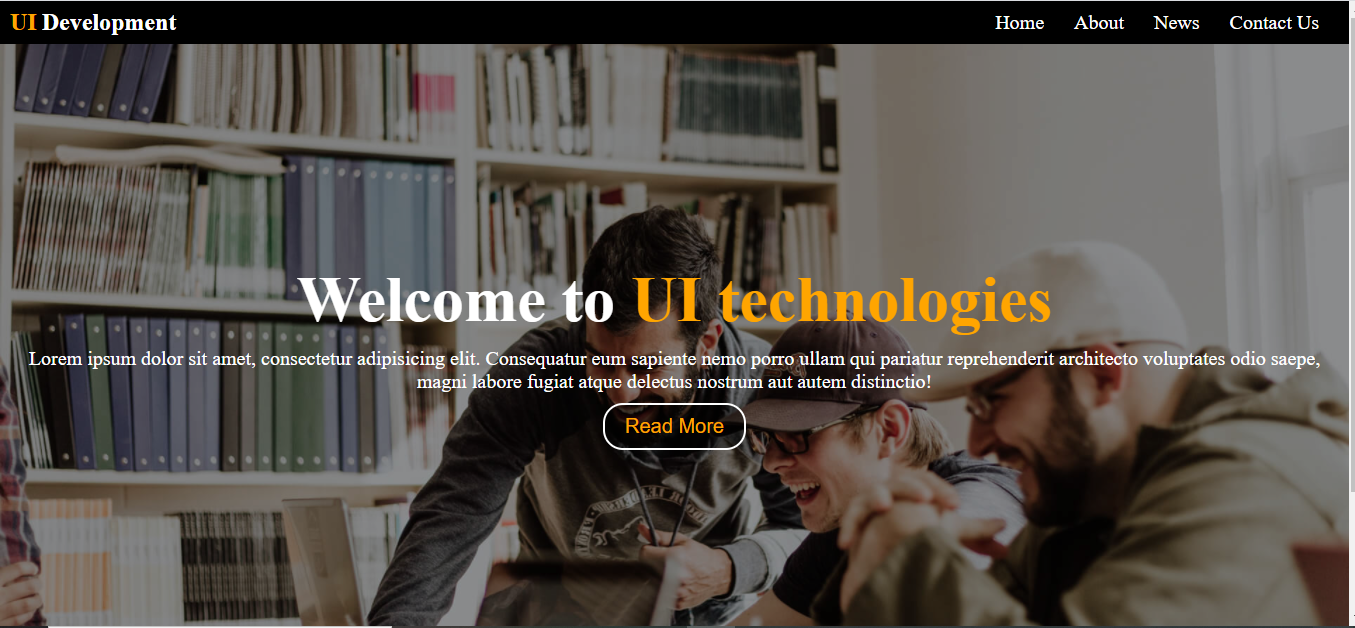 UI Development
Home About News Contact Us
Welcome to UI technologies
Lorem ipsum dolor sit amet, consectetur adipisicing elit. Consequatur eum sapiente nemo porro ullam qui pariatur reprehenderit architecto voluptates odio saepe,
magni labore fugiat atque delectus nostrum aut autem distinctio!
Read More